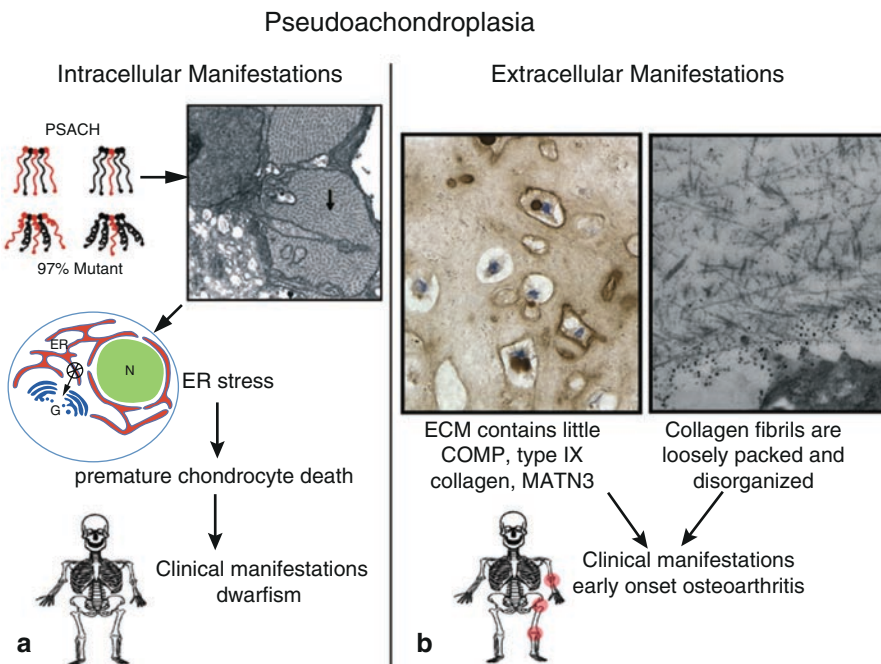 Pseudoachondroplasia
Intracellular Manifestations
PSACH
97% Mutant
ER
N
G
ER stress
premature chondrocyte death
Clinical manifestations
dwarfism
a
Extracellular Manifestations
ECM contains little
COMP, type IX
collagen, MATN3
Collagen fibrils are
loosely packed and
disorganized
Clinical manifestations
early onset osteoarthritis
b